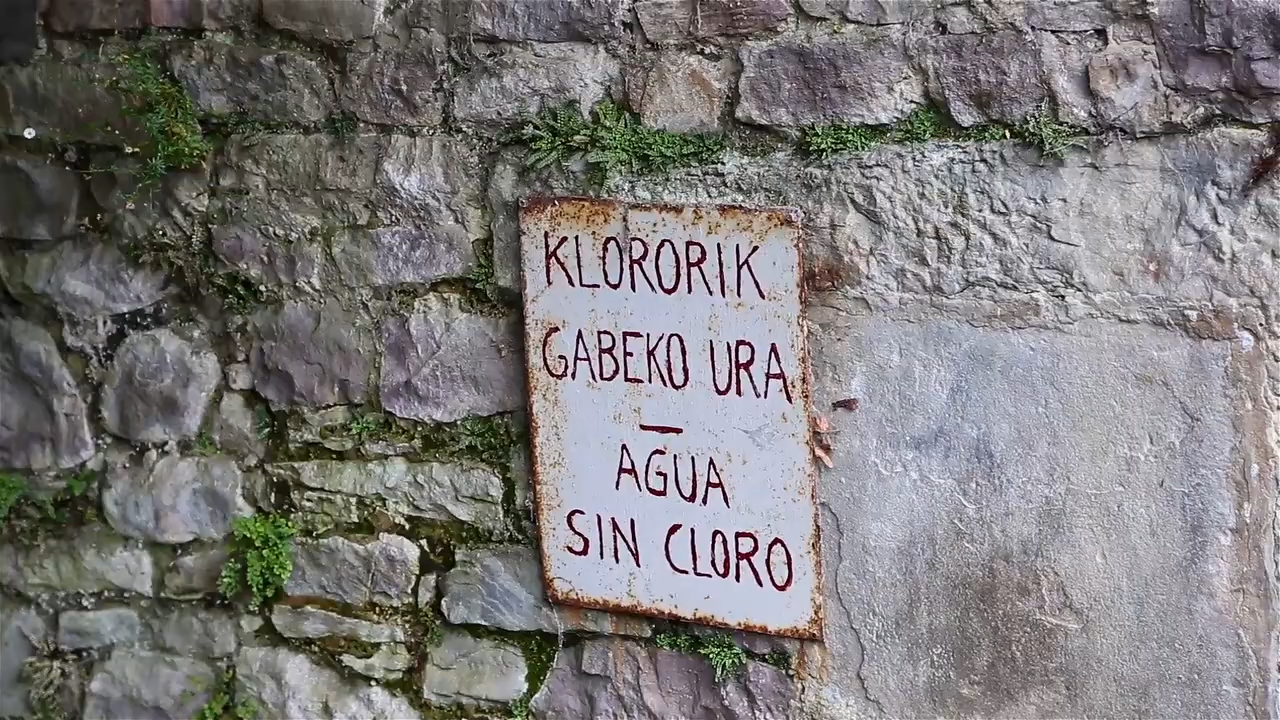 KLORORIK
GABEKO URA
—
AGUA
SIN CLORO